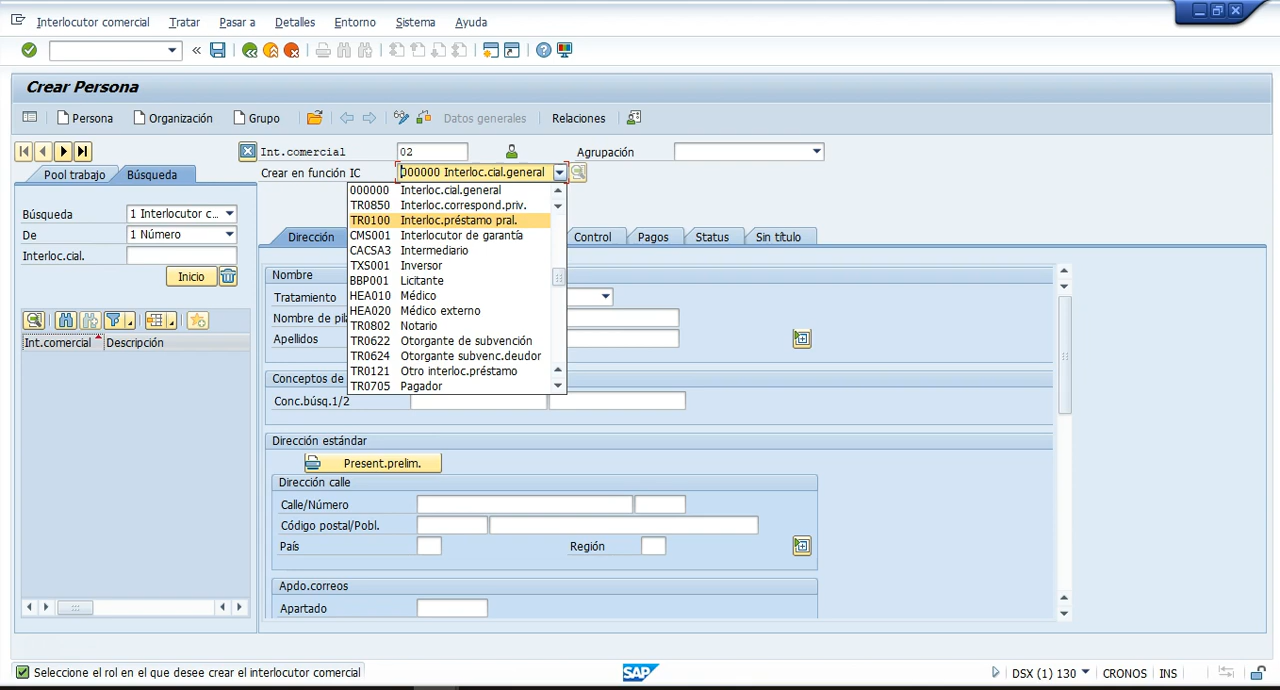 Interlocutor comercial Tratar Pasar a Detalles Entorno Sistema Ayuda
Crear Persona
Persona Organización Grupo Datos generales Relaciones
Int.comercial 02 Agrupación
Crear en función IC 000000 Interloc.cial.general
Pool trabajo Búsqueda
Búsqueda 1 Interlocutor c...
De 1 Número
Interloc.cial.
Inicio
Int.comercial Descripción
000000 Interloc.cial.general
TR0850 Interloc.correspond.priv.
TR0100 Interloc.préstamo pral.
CMS001 Interlocutor de garantía
CACSA3 Intermediario
TXS001 Inversor
BBP001 Licitante
HEA010 Médico
HEA020 Médico externo
TR0802 Notario
TR0622 Otorgante de subvención
TR0624 Otorgante subvenc.deudor
TR0121 Otro interloc.préstamo
TR0705 Pagador
Dirección Control Pagos Status Sin título
Nombre
Tratamiento
Nombre de pila
Apellidos
Conceptos de
Conc.búsq.1/2
Dirección estándar
Present.prelim.
Dirección calle
Calle/Número
Código postal/Pobl.
País Región
Apdo.correos
Apartado
Seleccione el rol en el que desee crear el interlocutor comercial
SAP
DSX (1) 130 CRONOS INS